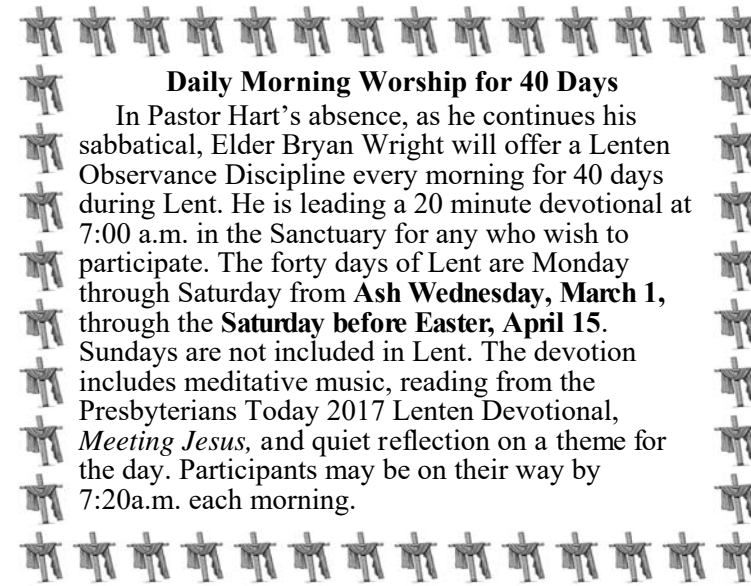 Daily Morning Worship for 40 Days
In Pastor Hart's absence, as he continues his
sabbatical, Elder Bryan Wright will offer a Lenten
Observance Discipline every morning for 40 days
during Lent. He is leading a 20 minute devotional at
7:00 a.m. in the Sanctuary for any who wish to
participate. The forty days of Lent are Monday
through Saturday from Ash Wednesday, March 1,
through the Saturday before Easter, April 15.
Sundays are not included in Lent. The devotion
includes meditative music, reading from the
Presbyterians Today 2017 Lenten Devotional,
Meeting Jesus, and quiet reflection on a theme for
the day. Participants may be on their way by
7:20a.m. each morning.